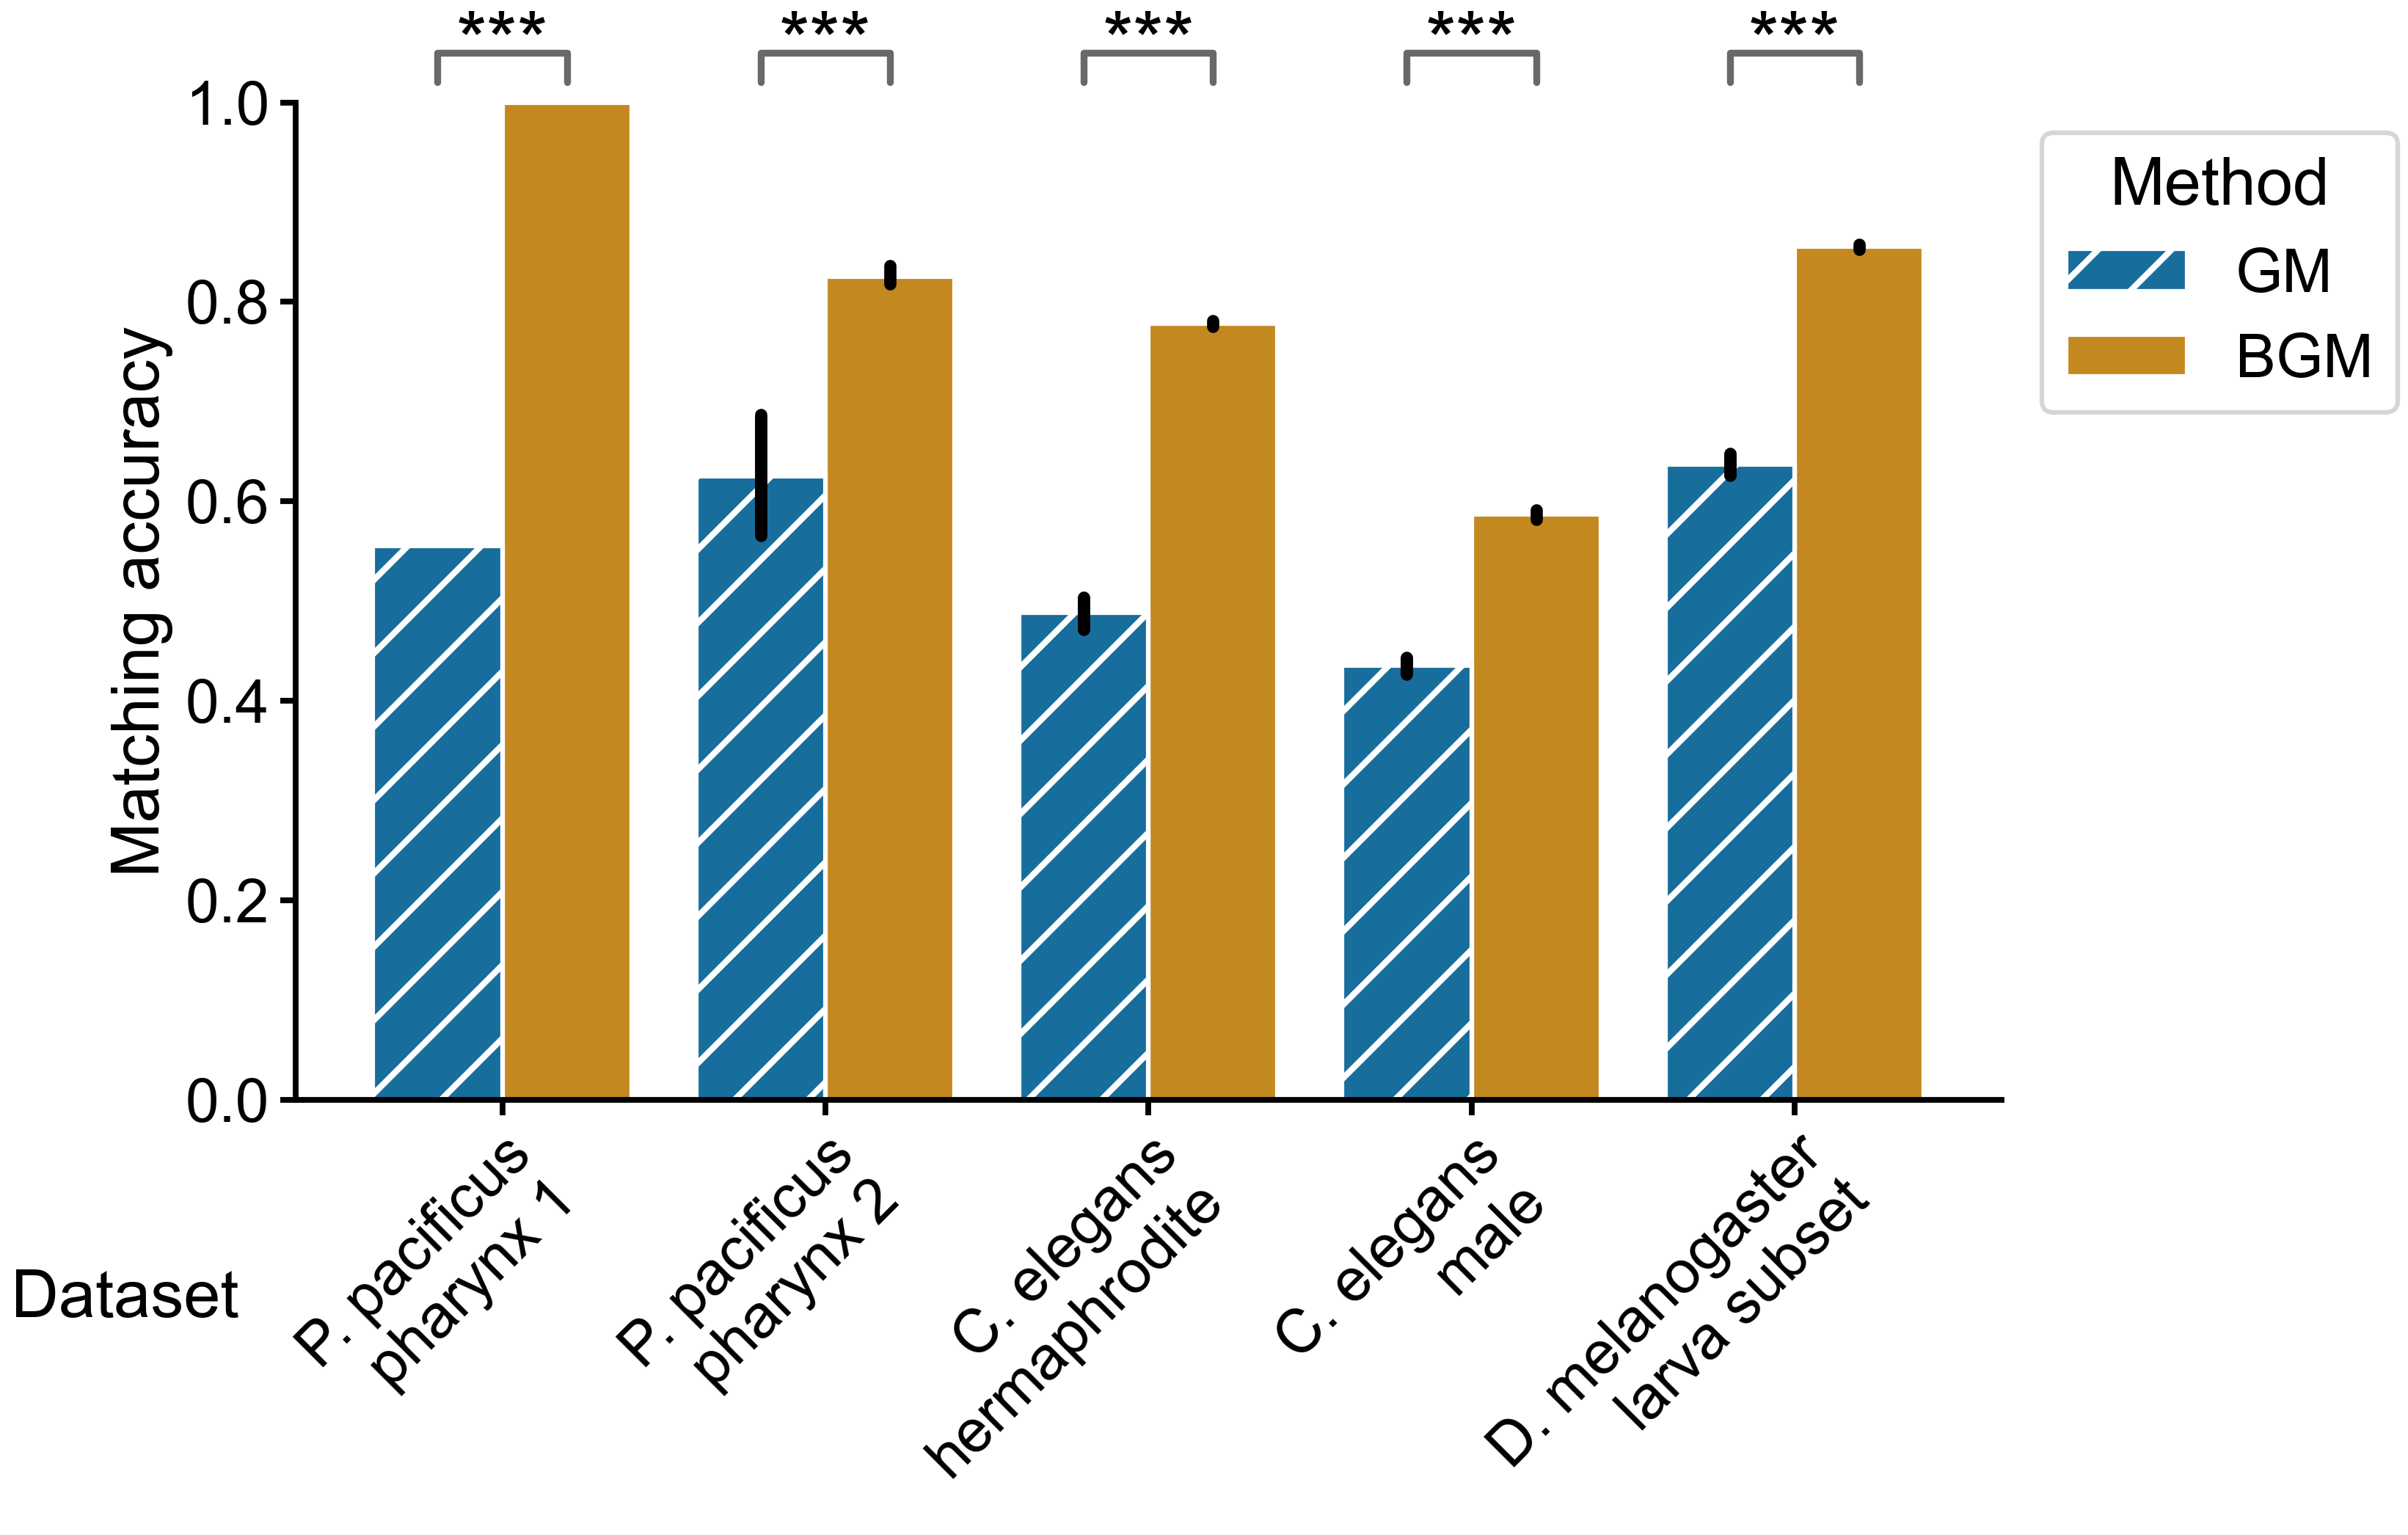 *** *** *** *** ***
1.0
0.8
0.6
0.4
0.2
0.0
Matching accuracy
Method
GM
BGM
Dataset
P. pacificus
pharynx 1
P. pacificus
pharynx 2
C. elegans
hermaphrodite
C. elegans
male
D. melanogaster
larva subset